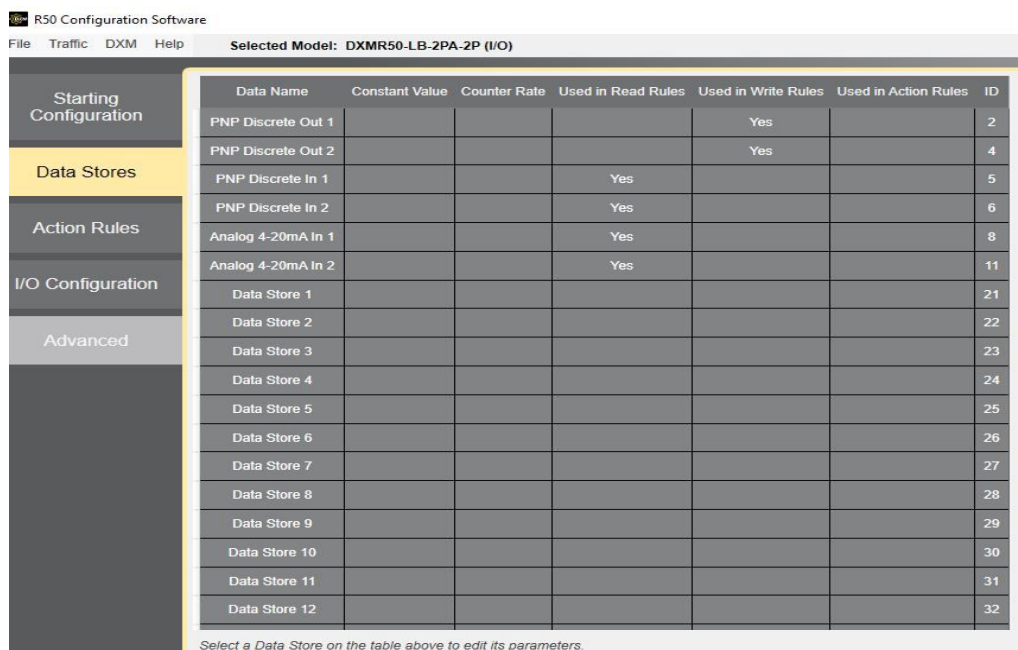 R50 Configuration Software
File Traffic DXM Help Selected Model: DXMR50-LB-2PA-2P (I/O)
Starting
Configuration
Data Stores
Action Rules
I/O Configuration
Advanced
Data Name Constant Value Counter Rate Used in Read Rules Used in Write Rules Used in Action Rules ID
PNP Discrete Out 1 Yes 2
PNP Discrete Out 2 Yes 4
PNP Discrete In 1 Yes 5
PNP Discrete In 2 Yes 6
Analog 4-20mA In 1 Yes 8
Analog 4-20mA In 2 Yes 11
Data Store 1 21
Data Store 2 22
Data Store 3 23
Data Store 4 24
Data Store 5 25
Data Store 6 26
Data Store 7 27
Data Store 8 28
Data Store 9 29
Data Store 10 30
Data Store 11 31
Data Store 12 32
Select a Data Store on the table above to edit its parameters.